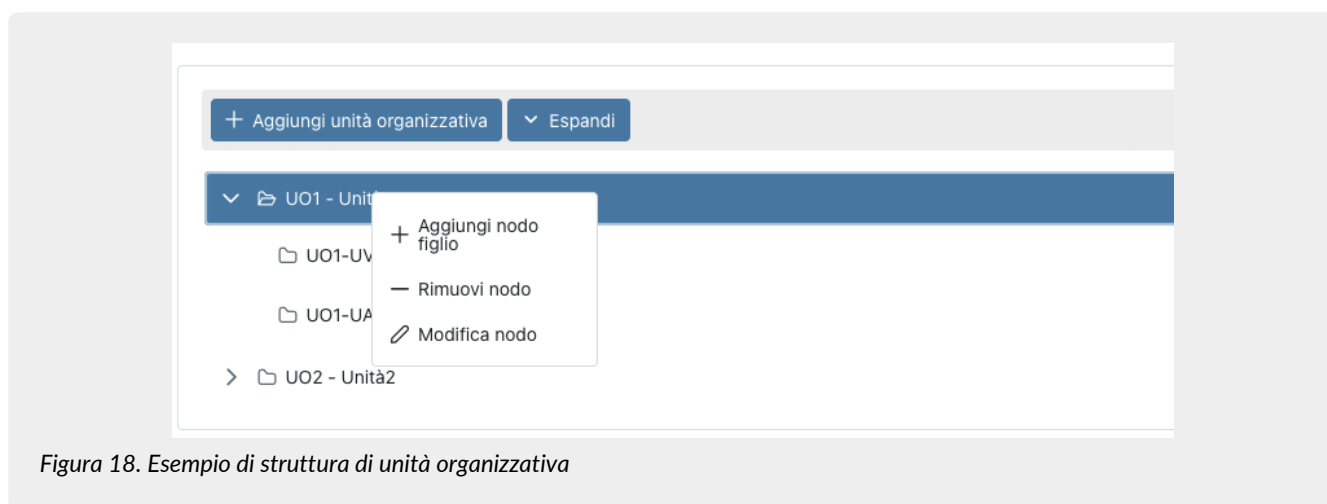 Aggiungi unità organizzativa Espandi
UO1 - Unit
Aggiungi nodo
figlio
UO1-UV
Rimuovi nodo
UO1-UA
Modifica nodo
UO2 - Unità2
Figura 18. Esempio di struttura di unità organizzativa